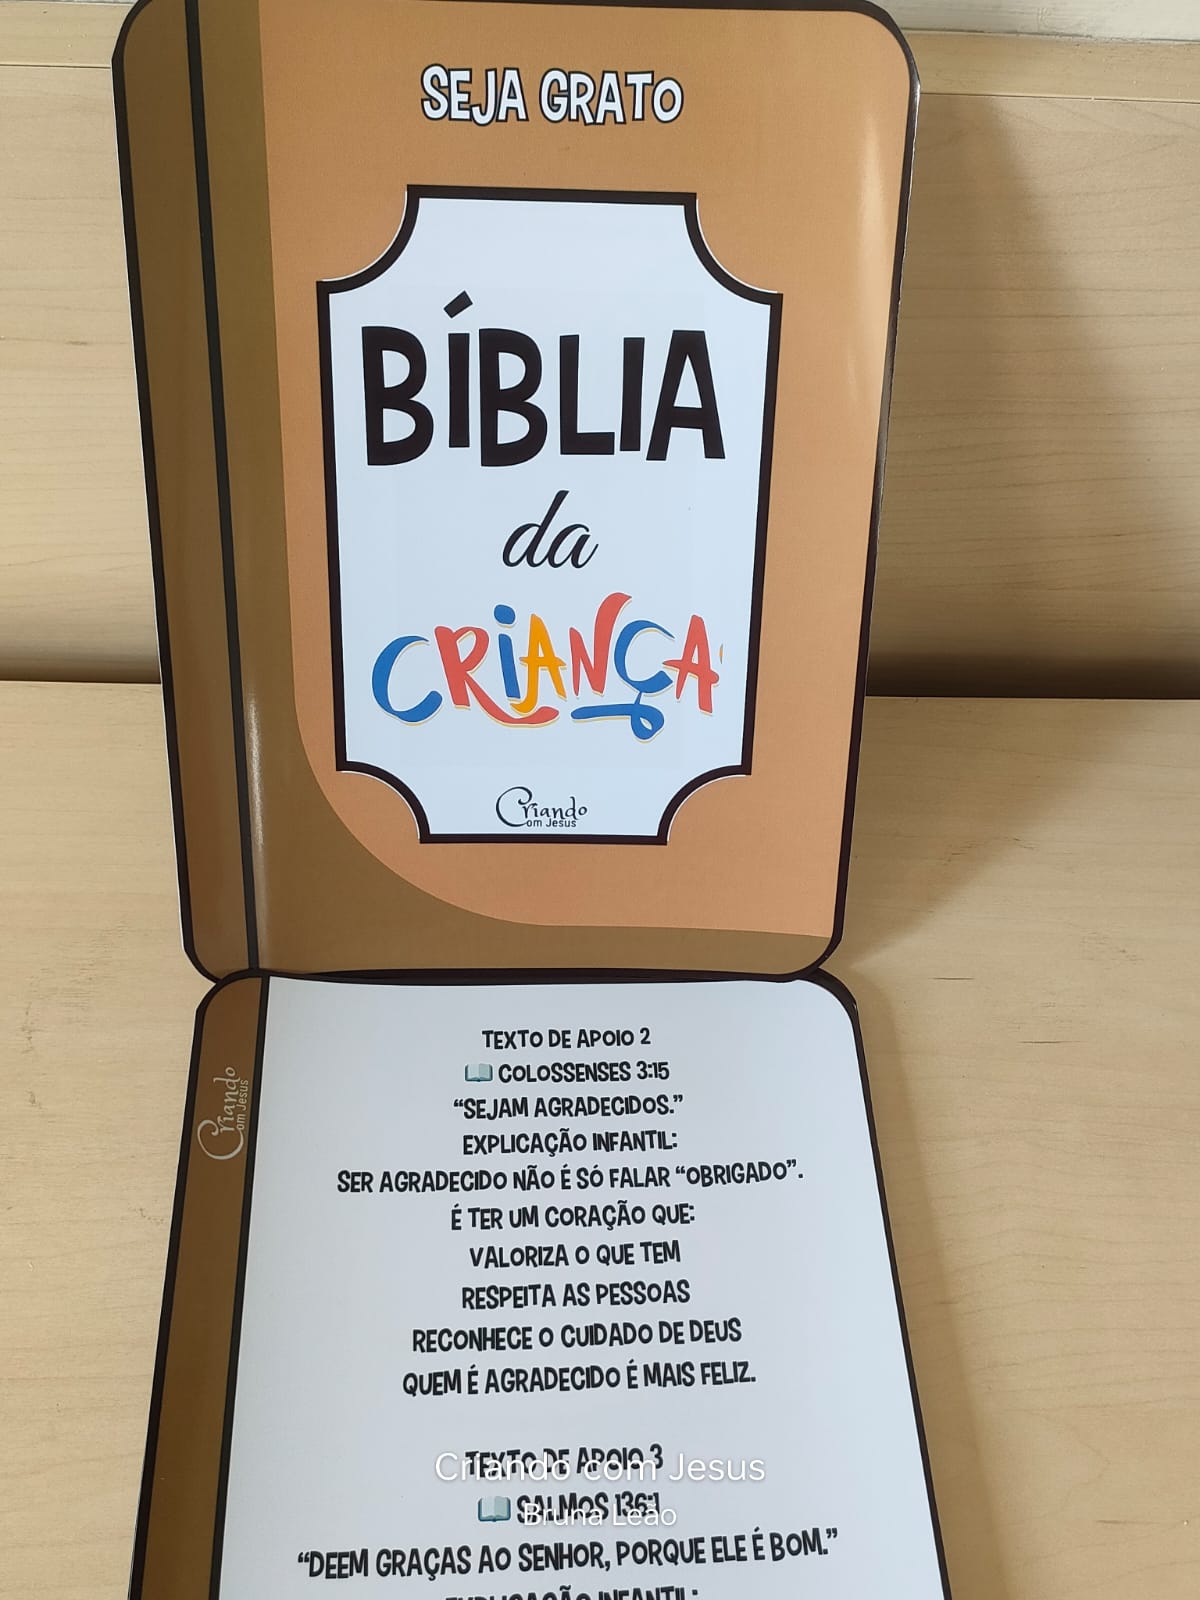 SEJA GRATO
BÍBLIA
da
CRIANÇA
Criando
com Jesus
Criando
com Jesus
TEXTO DE APOIO 2
📖 COLOSSENSES 3:15
“SEJAM AGRADECIDOS.”
EXPLICAÇÃO INFANTIL:
SER AGRADECIDO NÃO É SÓ FALAR “OBRIGADO”.
É TER UM CORAÇÃO QUE:
VALORIZA O QUE TEM
RESPEITA AS PESSOAS
RECONHECE O CUIDADO DE DEUS
QUEM É AGRADECIDO É MAIS FELIZ.
TEXTO DE APOIO 3
Criando com Jesus
📖 SALMOS 136:1
Bruna Leão
“DEEM GRAÇAS AO SENHOR, PORQUE ELE É BOM.”
EXPLICAÇÃO INFANTIL: